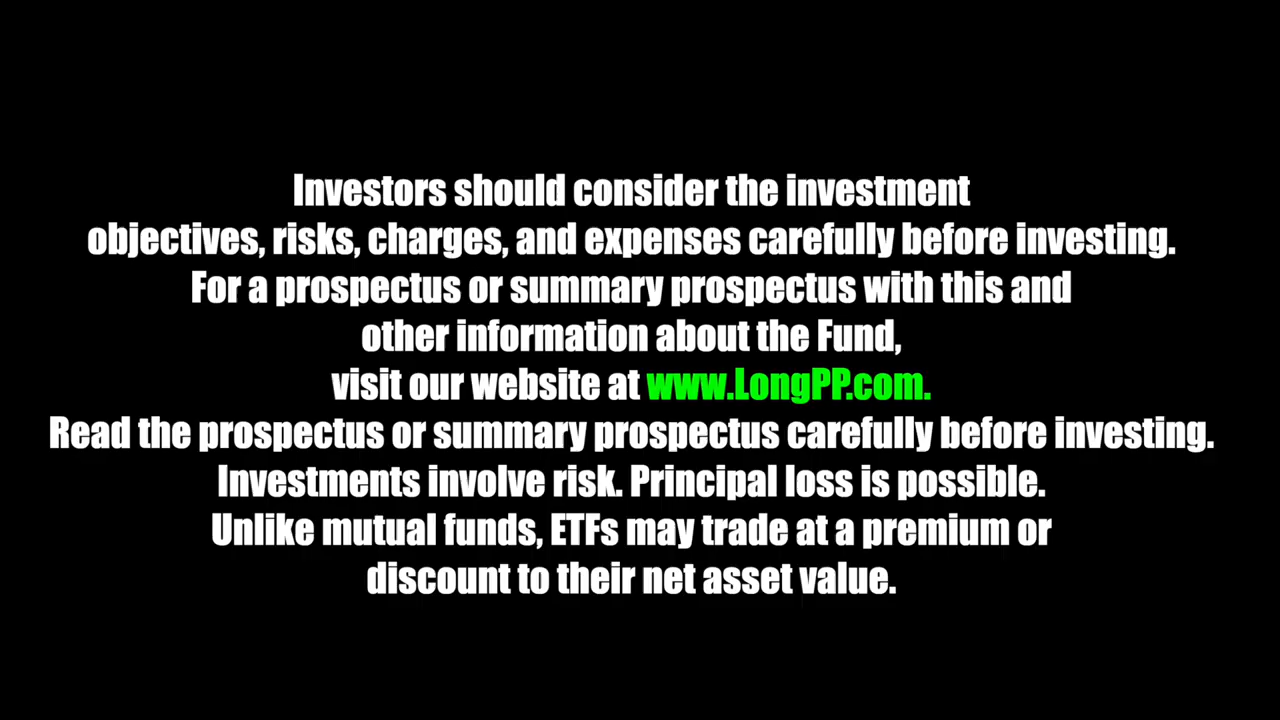 Investors should consider the investment
objectives, risks, charges, and expenses carefully before investing.
For a prospectus or summary prospectus with this and
other information about the Fund,
visit our website at www.LongPP.com.
Read the prospectus or summary prospectus carefully before investing.
Investments involve risk. Principal loss is possible.
Unlike mutual funds, ETFs may trade at a premium or
discount to their net asset value.